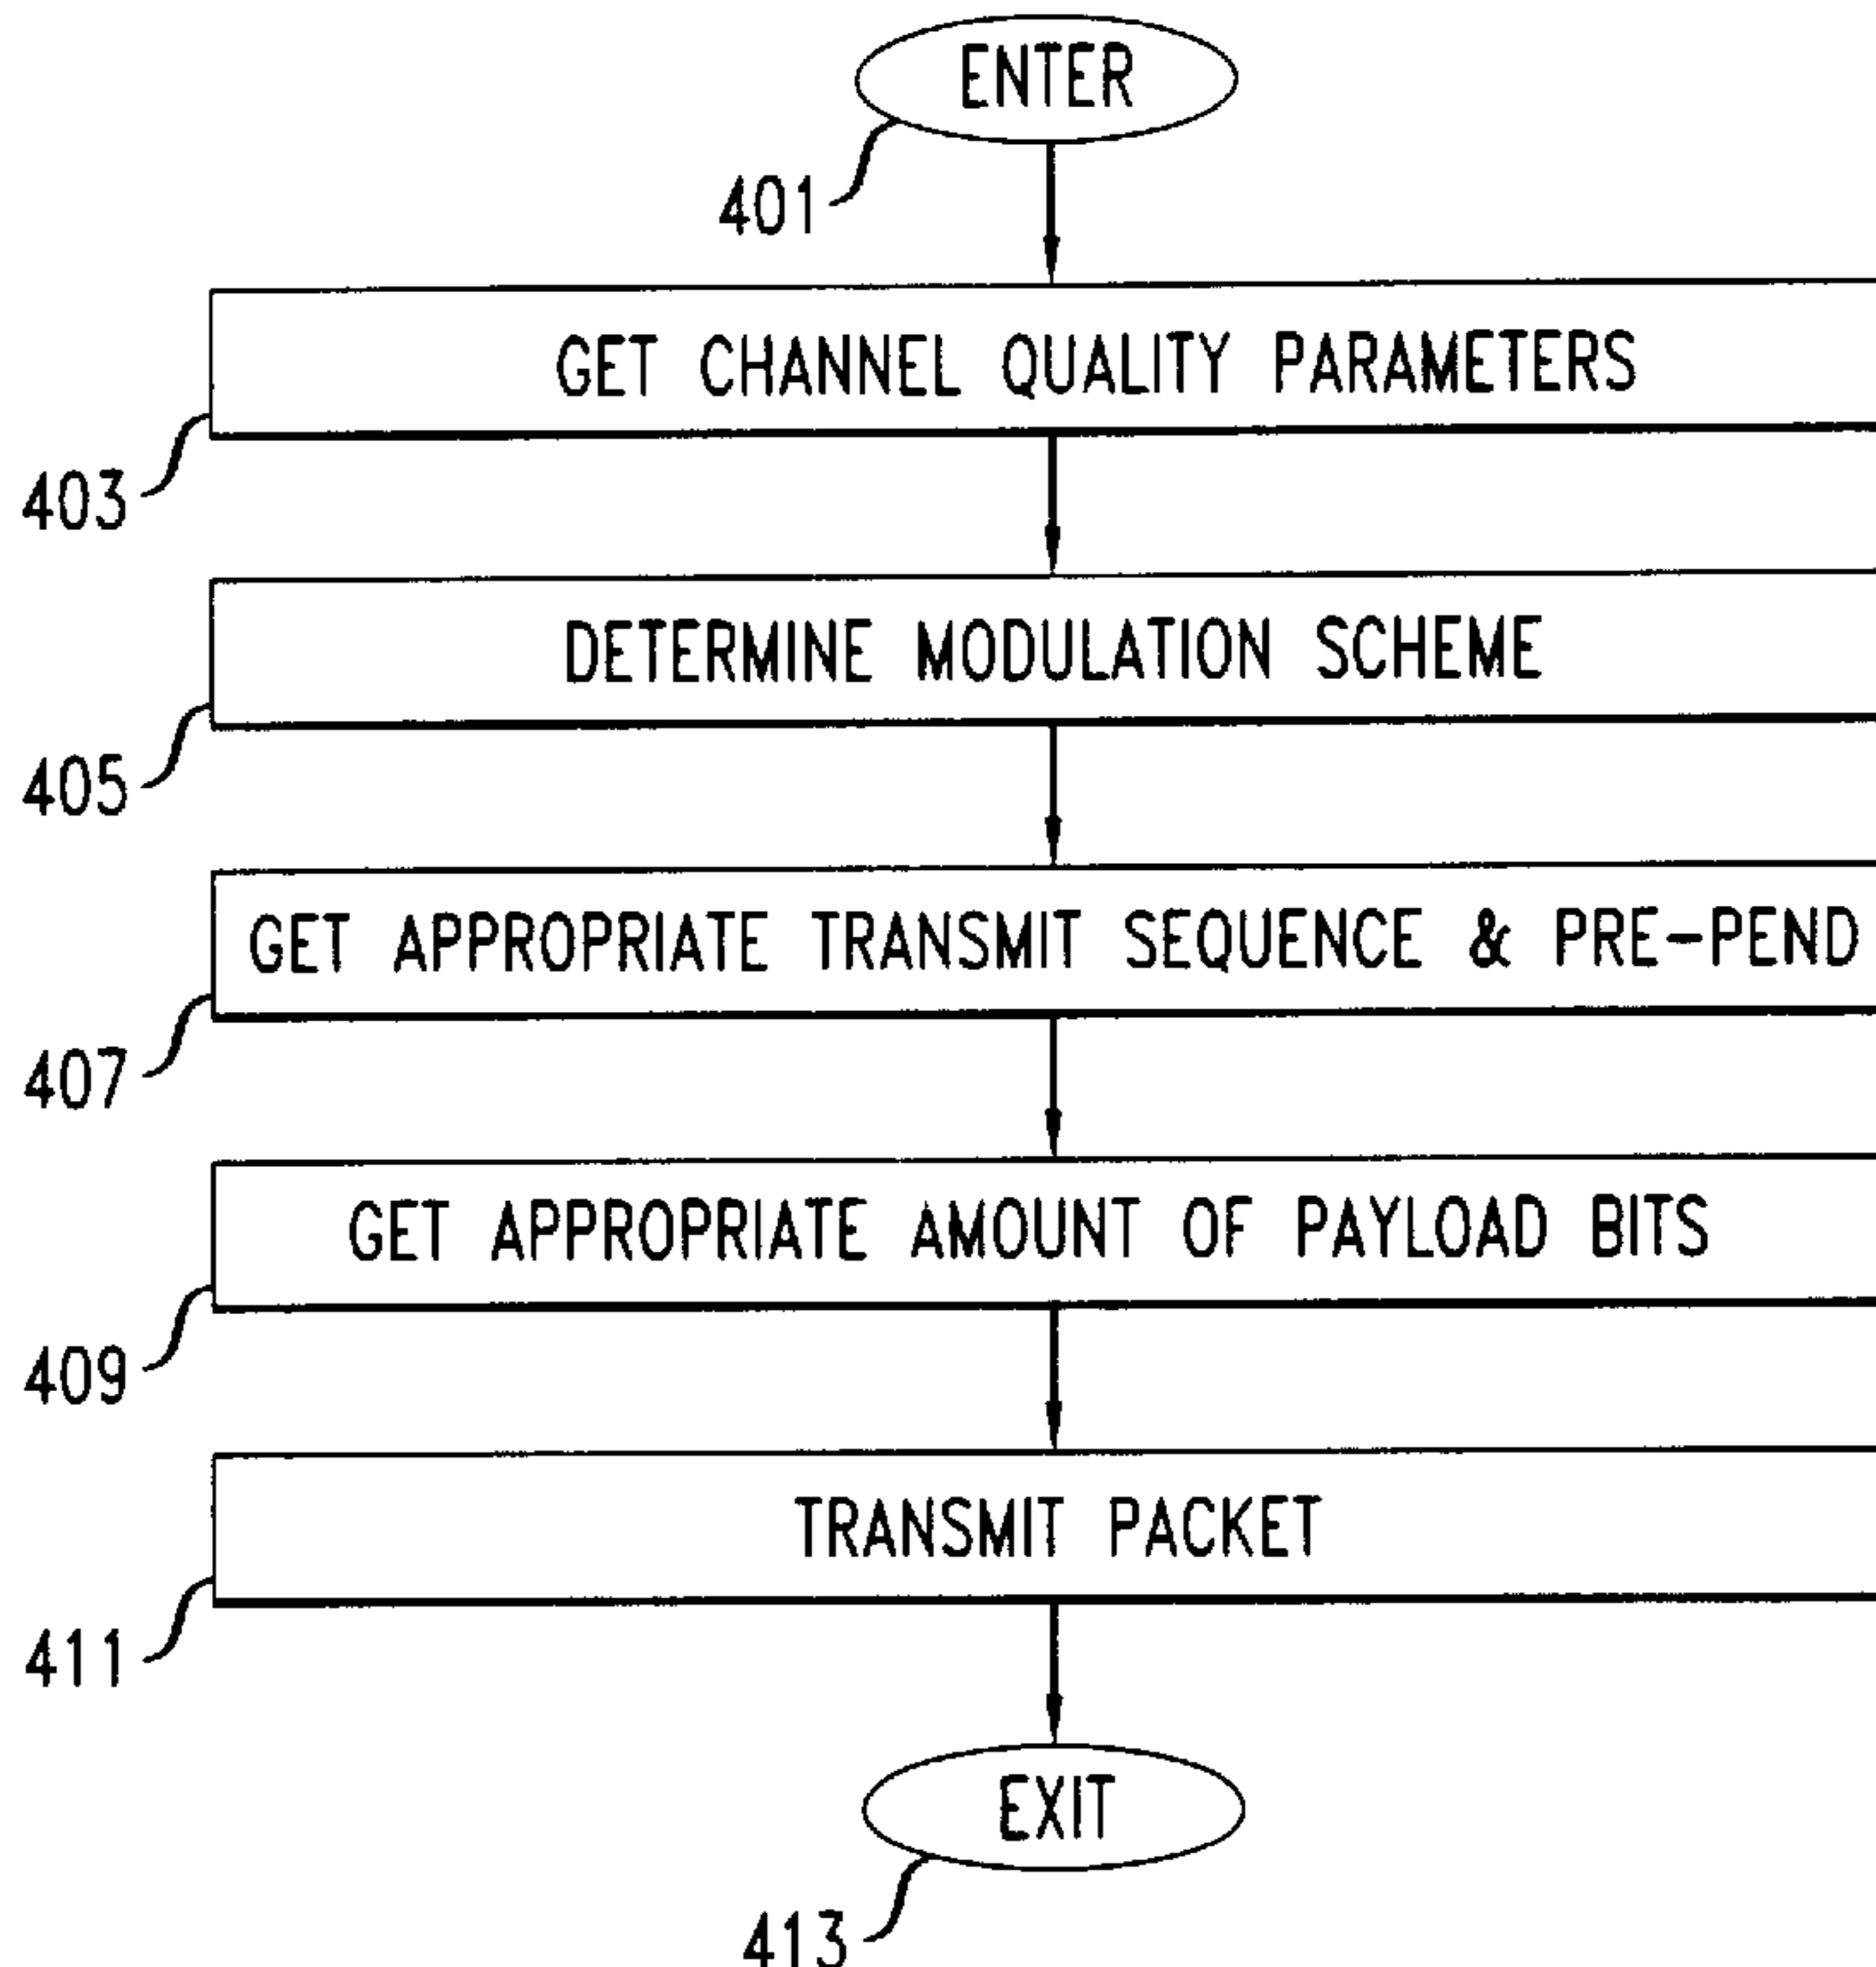 ENTER
401
GET CHANNEL QUALITY PARAMETERS
403
DETERMINE MODULATION SCHEME
405
GET APPROPRIATE TRANSMIT SEQUENCE & PRE-PEND
407
GET APPROPRIATE AMOUNT OF PAYLOAD BITS
409
TRANSMIT PACKET
411
EXIT
413